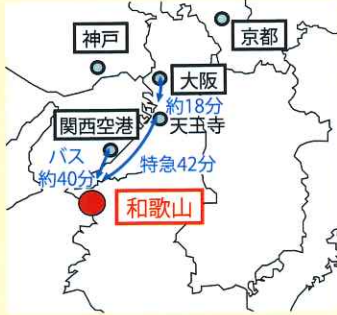 神戸
京都
大阪
約18分
関西空港
天王寺
バス
約40分
特急42分
和歌山